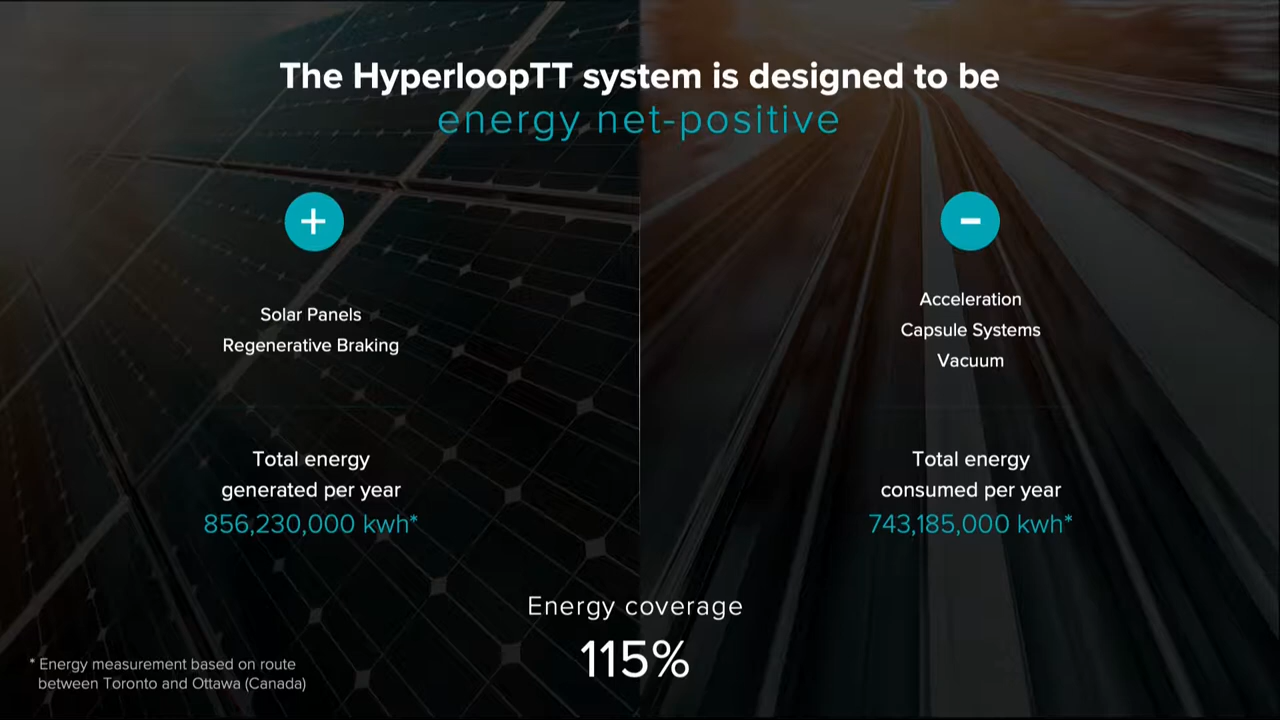 The HyperloopTT system is designed to be
energy net-positive
+
Solar Panels
Regenerative Braking
Total energy
generated per year
856,230,000 kwh*
-
Acceleration
Capsule Systems
Vacuum
Total energy
consumed per year
743,185,000 kwh*
Energy coverage
115%
* Energy measurement based on route
between Toronto and Ottawa (Canada)